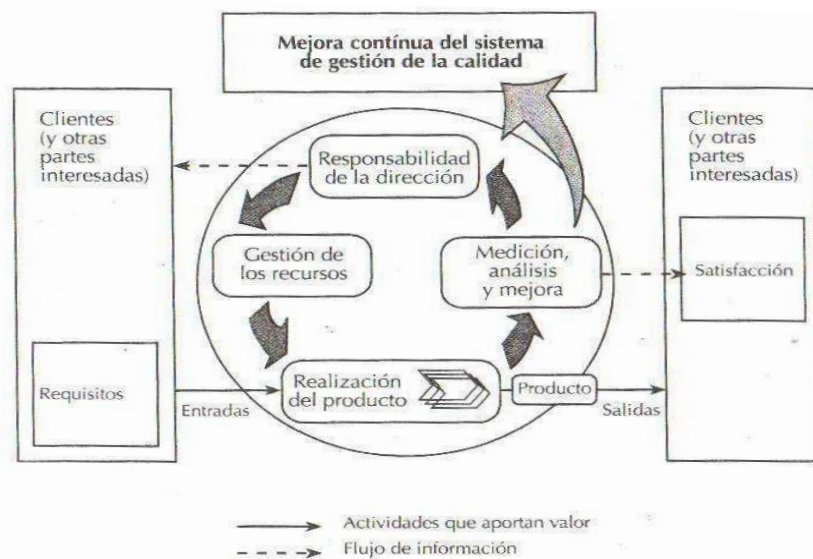 Mejora contínua del sistema
de gestión de la calidad
Clientes
(y otras
partes
interesadas)
Responsabilidad
de la dirección
Clientes
(y otras
partes
interesadas)
Gestión de
los recursos
Medición,
análisis
y mejora
Satisfacción
Requisitos
Entradas
Realización
del producto
Producto
Salidas
Actividades que aportan valor
Flujo de información